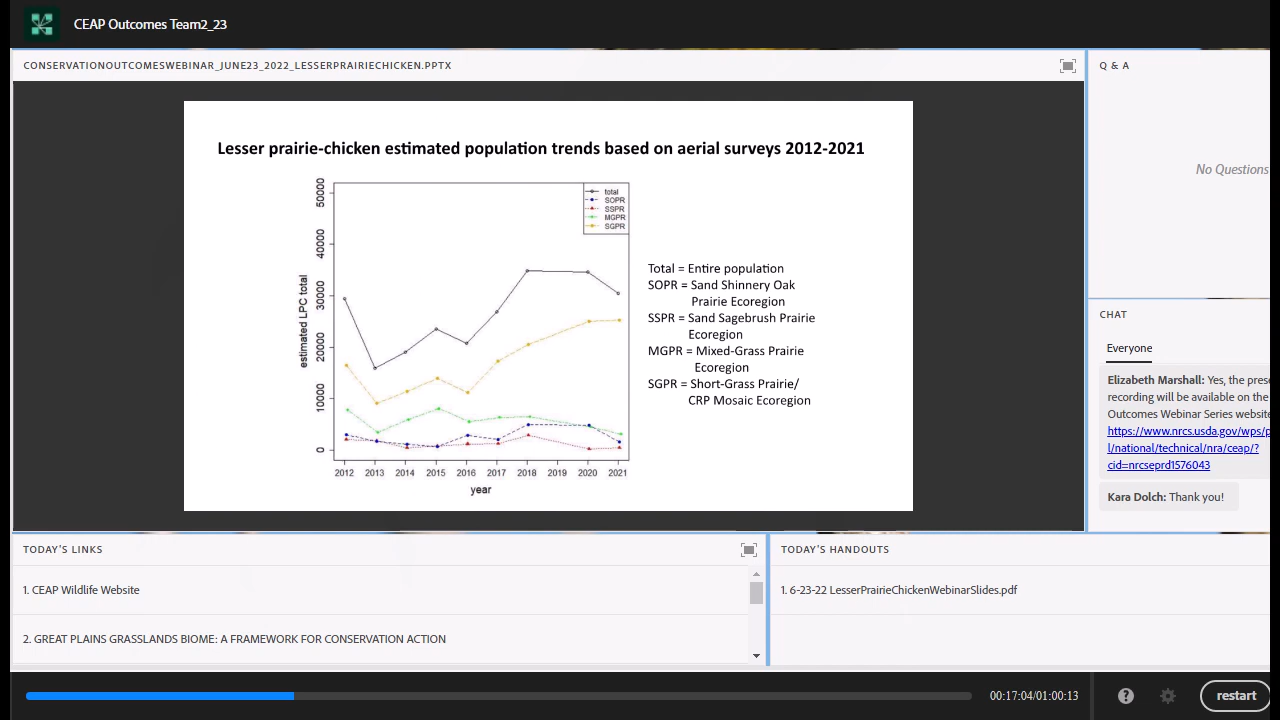 CEAP Outcomes Team2_23
CONSERVATIONOUTCOMESWEBINAR_JUNE23_2022_LESSERPRAIRIECHICKEN.PPTX
Lesser prairie-chicken estimated population trends based on aerial surveys 2012-2021
estimated LPC total
50000
40000
30000
20000
10000
0
total
SOPR
SSPR
MGPR
SGPR
2012 2013 2014 2015 2016 2017 2018 2019 2020 2021
year
Total = Entire population
SOPR = Sand Shinnery Oak
Prairie Ecoregion
SSPR = Sand Sagebrush Prairie
Ecoregion
MGPR = Mixed-Grass Prairie
Ecoregion
SGPR = Short-Grass Prairie/
CRP Mosaic Ecoregion
Q & A
No Questions
CHAT
Everyone
Elizabeth Marshall: Yes, the prese
recording will be available on the
Outcomes Webinar Series website
https://www.nrcs.usda.gov/wps/p
l/national/technical/nra/ceap/?
cid=nrcseprd1576043
Kara Dolch: Thank you!
TODAY'S LINKS
1. CEAP Wildlife Website
2. GREAT PLAINS GRASSLANDS BIOME: A FRAMEWORK FOR CONSERVATION ACTION
TODAY'S HANDOUTS
1. 6-23-22 LesserPrairieChickenWebinarSlides.pdf
00:17:04/01:00:13
?
restart